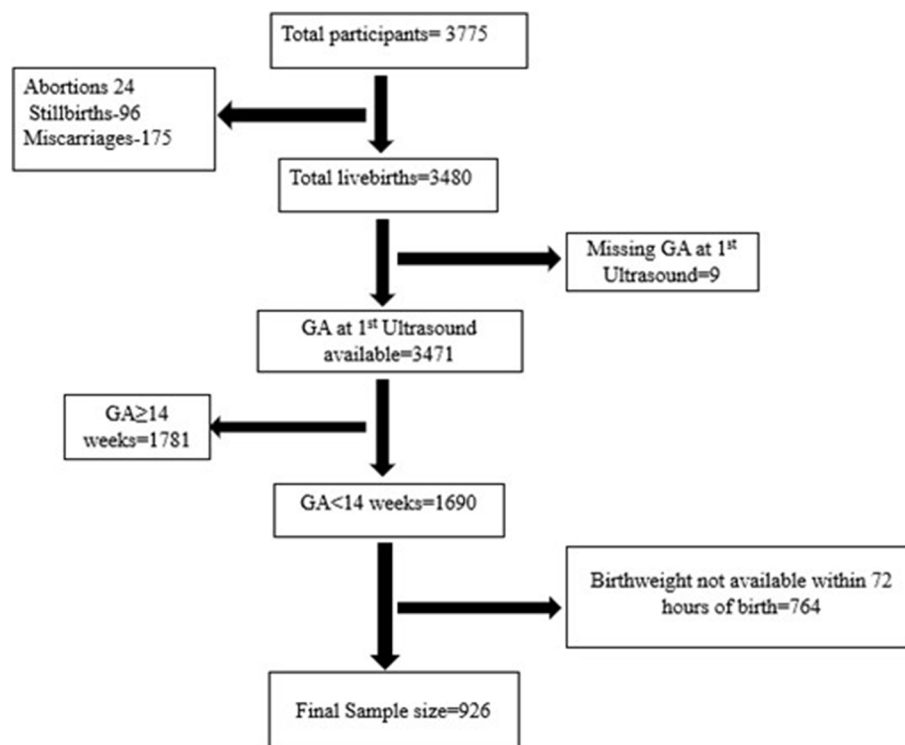 Total participants= 3775
Abortions 24
Stillbirths-96
Miscarriages-175
Total livebirths=3480
Missing GA at 1st
Ultrasound=9
GA at 1st Ultrasound
available=3471
GA≥14
weeks=1781
GA<14 weeks=1690
Birthweight not available within 72
hours of birth=764
Final Sample size=926